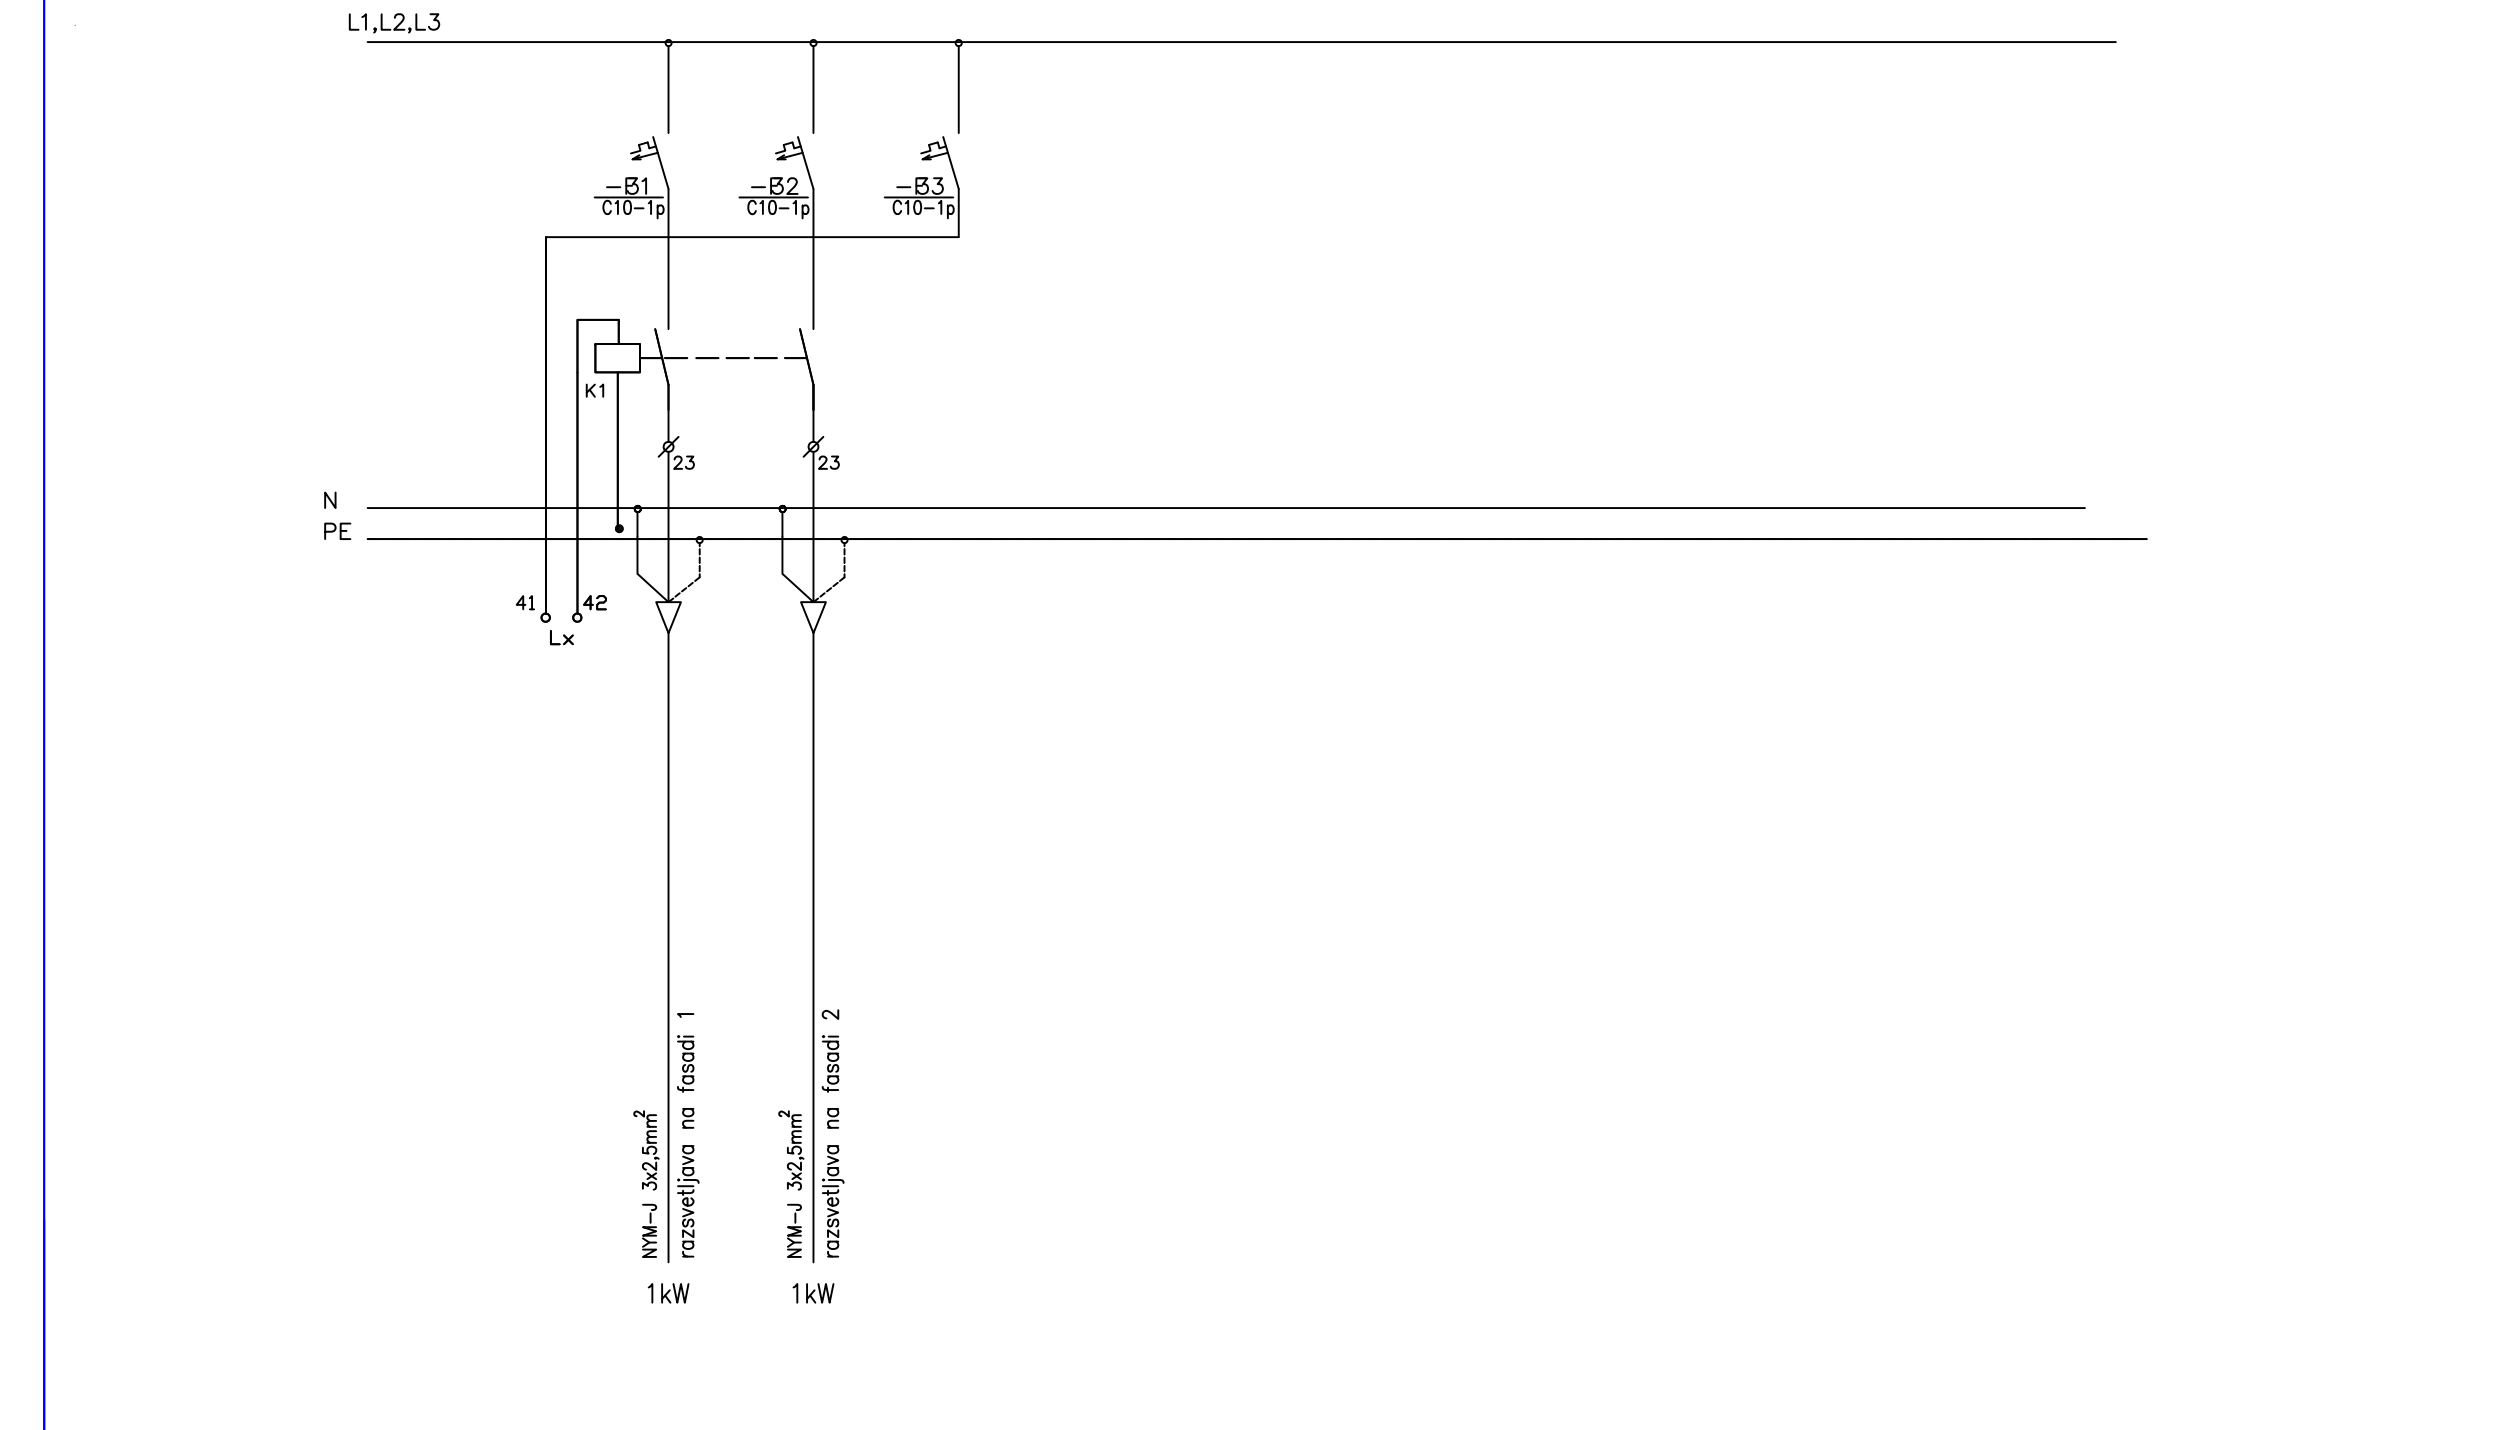 L1,L2,L3
-B1
C10-1p
-B2
C10-1p
-B3
C10-1p
K1
23
23
N
PE
41
42
Lx
NYM-J 3x2,5mm²
razsvetljava na fasadi 1
NYM-J 3x2,5mm²
razsvetljava na fasadi 2
1kW
1kW